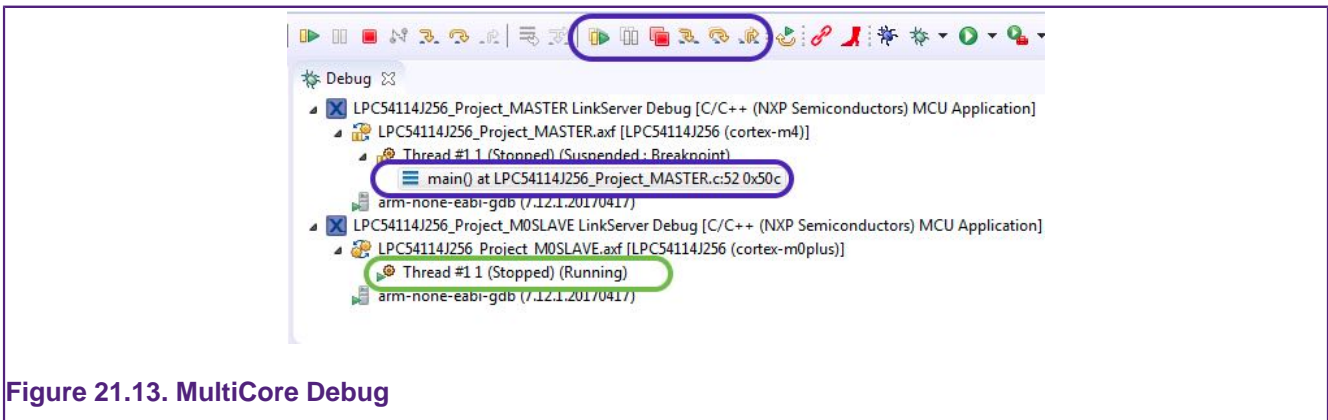 Debug
LPC54114J256_Project_MASTER LinkServer Debug [C/C++ (NXP Semiconductors) MCU Application]
LPC54114J256_Project_MASTER.axf [LPC54114J256 (cortex-m4)]
Thread #1 1 (Stopped) (Suspended : Breakpoint)
main() at LPC54114J256_Project_MASTER.c:52 0x50c
arm-none-eabi-gdb (7.12.1.20170417)
LPC54114J256_Project_M0SLAVE LinkServer Debug [C/C++ (NXP Semiconductors) MCU Application]
LPC54114J256_Project_M0SLAVE.axf [LPC54114J256 (cortex-m0plus)]
Thread #1 1 (Stopped) (Running)
arm-none-eabi-gdb (7.12.1.20170417)
Figure 21.13. MultiCore Debug